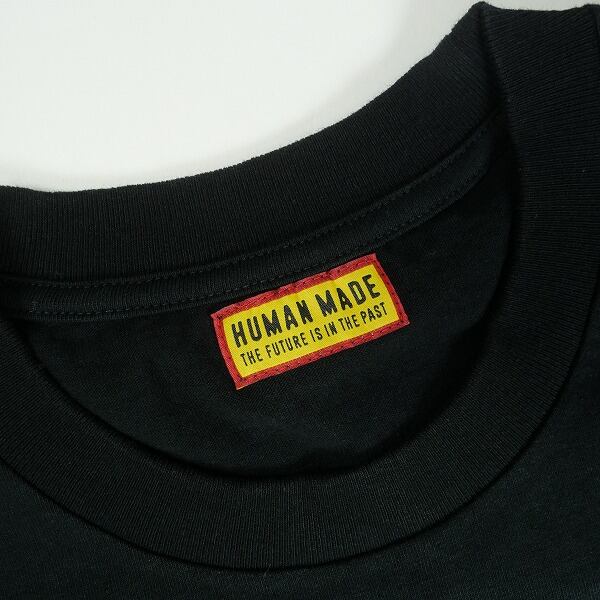 HUMAN MADE
THE FUTURE IS IN THE PAST